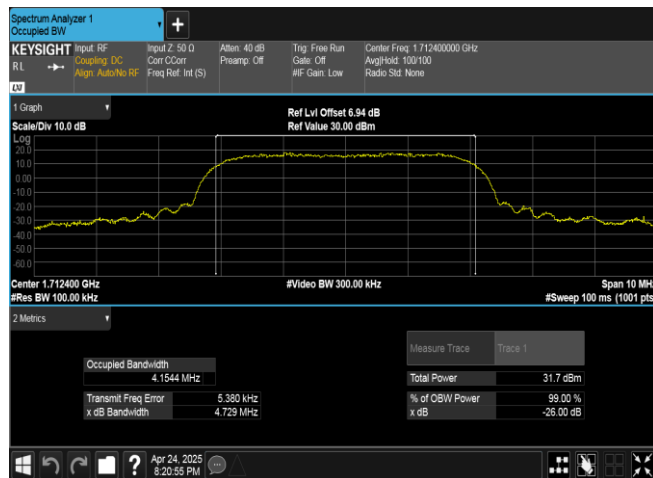 Spectrum Analyzer 1
Occupied BW
KEYSIGHT Input: RF Input Z: 50 Ω Atten: 40 dB Trig: Free Run Center Freq: 1.712400000 GHz
RL Coupling: DC Corr CCorr Preamp: Off Gate: Off Avg|Hold: 100/100
Align: Auto/No RF Freq Ref: Int (S) #IF Gain: Low Radio Std: None
LXI
1 Graph Ref Lvl Offset 6.94 dB
Scale/Div 10.0 dB Ref Value 30.00 dBm
Log
20.0
10.0
0.00
-10.0
-20.0
-30.0
-40.0
-50.0
-60.0
Center 1.712400 GHz #Video BW 300.00 kHz Span 10 MH
#Res BW 100.00 kHz #Sweep 100 ms (1001 pts
2 Metrics
Measure Trace Trace 1
Occupied Bandwidth
4.1544 MHz Total Power 31.7 dBm
Transmit Freq Error 5.380 kHz % of OBW Power 99.00 %
x dB Bandwidth 4.729 MHz x dB -26.00 dB
Apr 24, 2025
8:20:55 PM